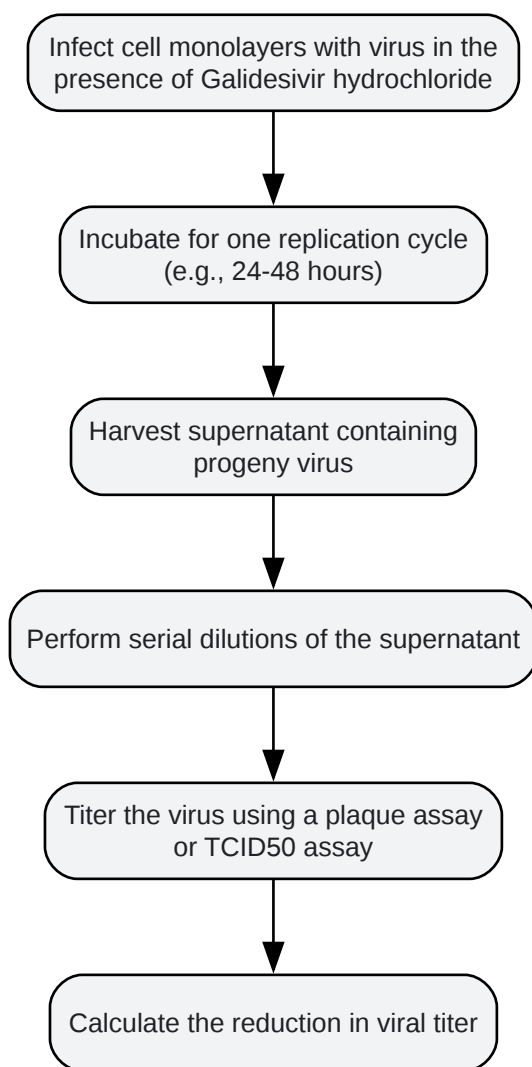 Infect cell monolayers with virus in the
presence of Galidesivir hydrochloride
Incubate for one replication cycle
(e.g., 24-48 hours)
Harvest supernatant containing
progeny virus
Perform serial dilutions of the supernatant
Titer the virus using a plaque assay
or TCID50 assay
Calculate the reduction in viral titer